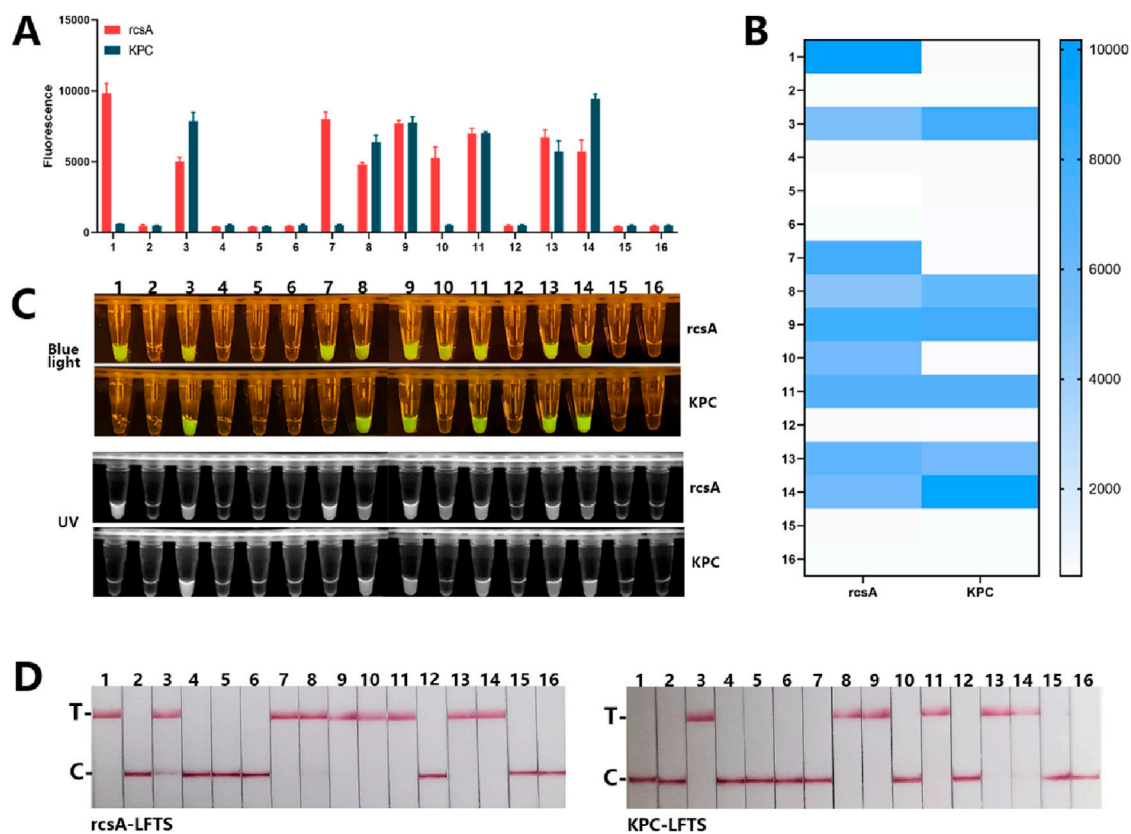 A
rcsA
KPC
Fluorescence
15000
10000
5000
0
1 2 3 4 5 6 7 8 9 10 11 12 13 14 15 16
B
1
2
3
4
5
6
7
8
9
10
11
12
13
14
15
16
rcsA KPC
10000
8000
6000
4000
2000
C
1 2 3 4 5 6 7 8 9 10 11 12 13 14 15 16
Blue
light
rcsA
KPC
UV
rcsA
KPC
D
1 2 3 4 5 6 7 8 9 10 11 12 13 14 15 16
T-
C-
rcsA-LFTS
1 2 3 4 5 6 7 8 9 10 11 12 13 14 15 16
T-
C-
KPC-LFTS